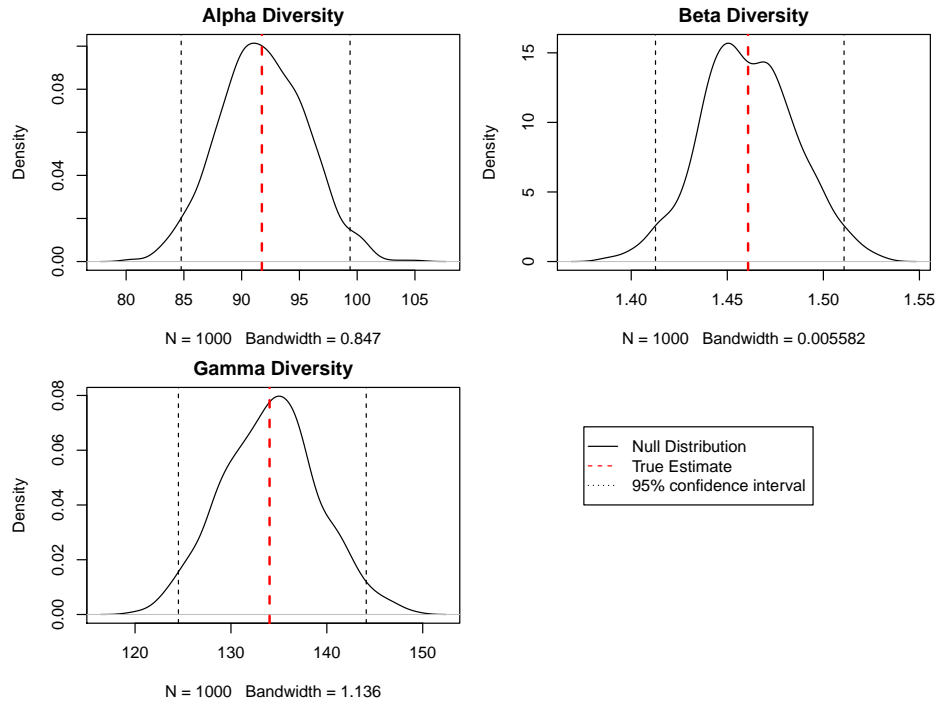 Alpha Diversity
Density
0.00
0.04
0.08
80 85 90 95 100 105
N = 1000 Bandwidth = 0.847
Beta Diversity
Density
0
5
10
15
1.40 1.45 1.50 1.55
N = 1000 Bandwidth = 0.005582
Gamma Diversity
Density
0.00
0.02
0.04
0.06
0.08
120 130 140 150
N = 1000 Bandwidth = 1.136
Null Distribution
True Estimate
95% confidence interval